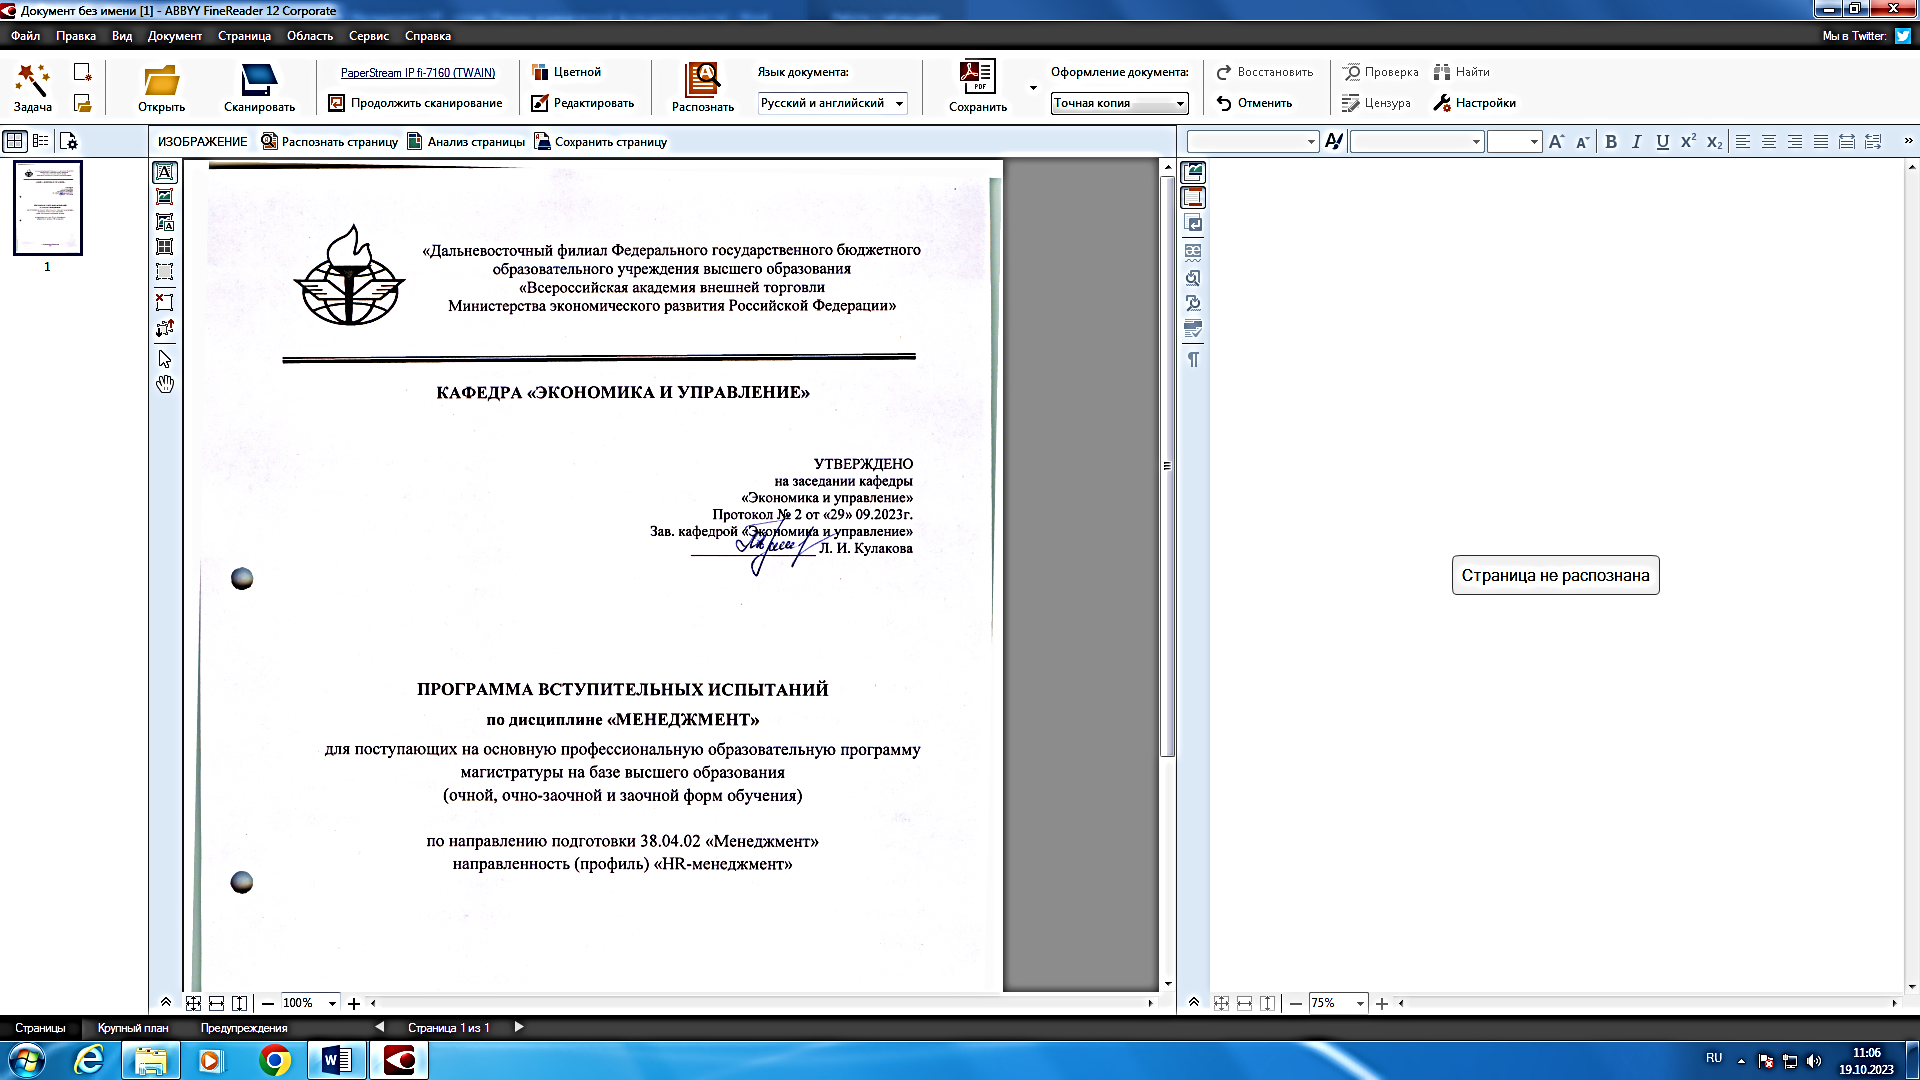 Документ без имени [1] - ABBYY FineReader 12 Corporate
Файл Правка Вид Документ Страница Область Сервис Справка
Мы в Twitter:
Задача
Открыть
Сканировать
PaperStream IP fi-7160 (TWAIN)
Продолжить сканирование
Цветной
Редактировать
Распознать
Язык документа:
Русский и английский
PDF
Сохранить
Оформление документа:
Точная копия
Восстановить
Отменить
Проверка
Цензура
Найти
Настройки
ИЗОБРАЖЕНИЕ Распознать страницу Анализ страницы Сохранить страницу
1
«Дальневосточный филиал Федерального государственного бюджетного
образовательного учреждения высшего образования
«Всероссийская академия внешней торговли
Министерства экономического развития Российской Федерации»
КАФЕДРА «ЭКОНОМИКА И УПРАВЛЕНИЕ»
УТВЕРЖДЕНО
на заседании кафедры
«Экономика и управление»
Протокол № 2 от «29» 09.2023г.
Зав. кафедрой «Экономика и управление»
Л. И. Кулакова
ПРОГРАММА ВСТУПИТЕЛЬНЫХ ИСПЫТАНИЙ
по дисциплине «МЕНЕДЖМЕНТ»
для поступающих на основную профессиональную образовательную программу
магистратуры на базе высшего образования
(очной, очно-заочной и заочной форм обучения)
по направлению подготовки 38.04.02 «Менеджмент»
направленность (профиль) «HR-менеджмент»
Страница не распознана
100%
75%
Страницы Крупный план Предупреждения Страница 1 из 1
RU
11:06
19.10.2023